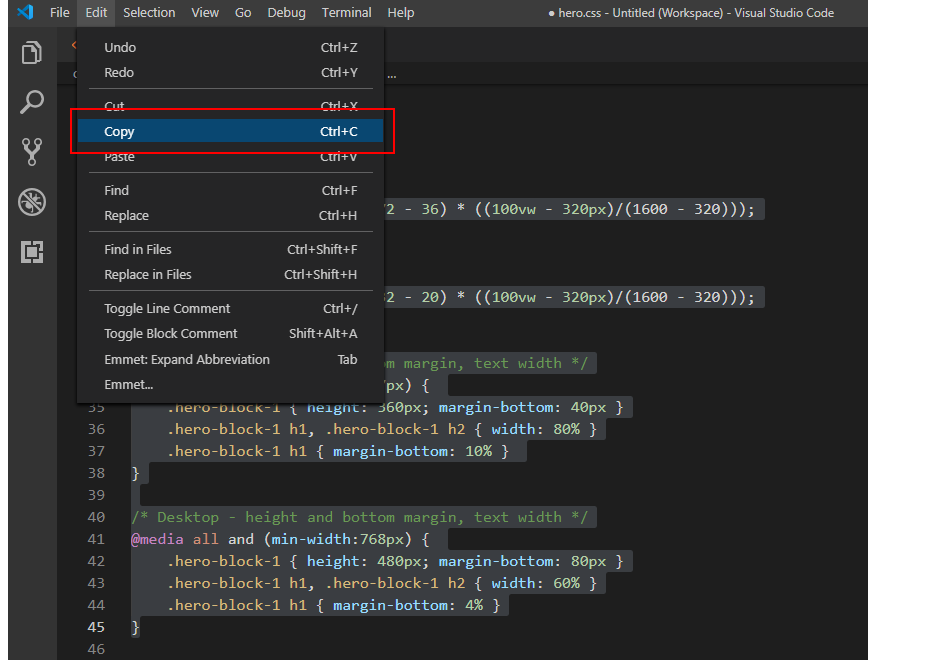 File Edit Selection View Go Debug Terminal Help ● hero.css - Untitled (Workspace) - Visual Studio Code
...
Undo Ctrl+Z
Redo Ctrl+Y
Cut Ctrl+X
Copy Ctrl+C
Paste Ctrl+V
Find Ctrl+F
Replace Ctrl+H
Find in Files Ctrl+Shift+F
Replace in Files Ctrl+Shift+H
Toggle Line Comment Ctrl+/
Toggle Block Comment Shift+Alt+A
Emmet: Expand Abbreviation Tab
Emmet...
2 - 36) * ((100vw - 320px)/(1600 - 320)));
2 - 20) * ((100vw - 320px)/(1600 - 320)));
m margin, text width */
px) {
35 .hero-block-1 { height: 360px; margin-bottom: 40px }
36 .hero-block-1 h1, .hero-block-1 h2 { width: 80% }
37 .hero-block-1 h1 { margin-bottom: 10% }
38 }
39
40 /* Desktop - height and bottom margin, text width */
41 @media all and (min-width:768px) {
42 .hero-block-1 { height: 480px; margin-bottom: 80px }
43 .hero-block-1 h1, .hero-block-1 h2 { width: 60% }
44 .hero-block-1 h1 { margin-bottom: 4% }
45 }
46